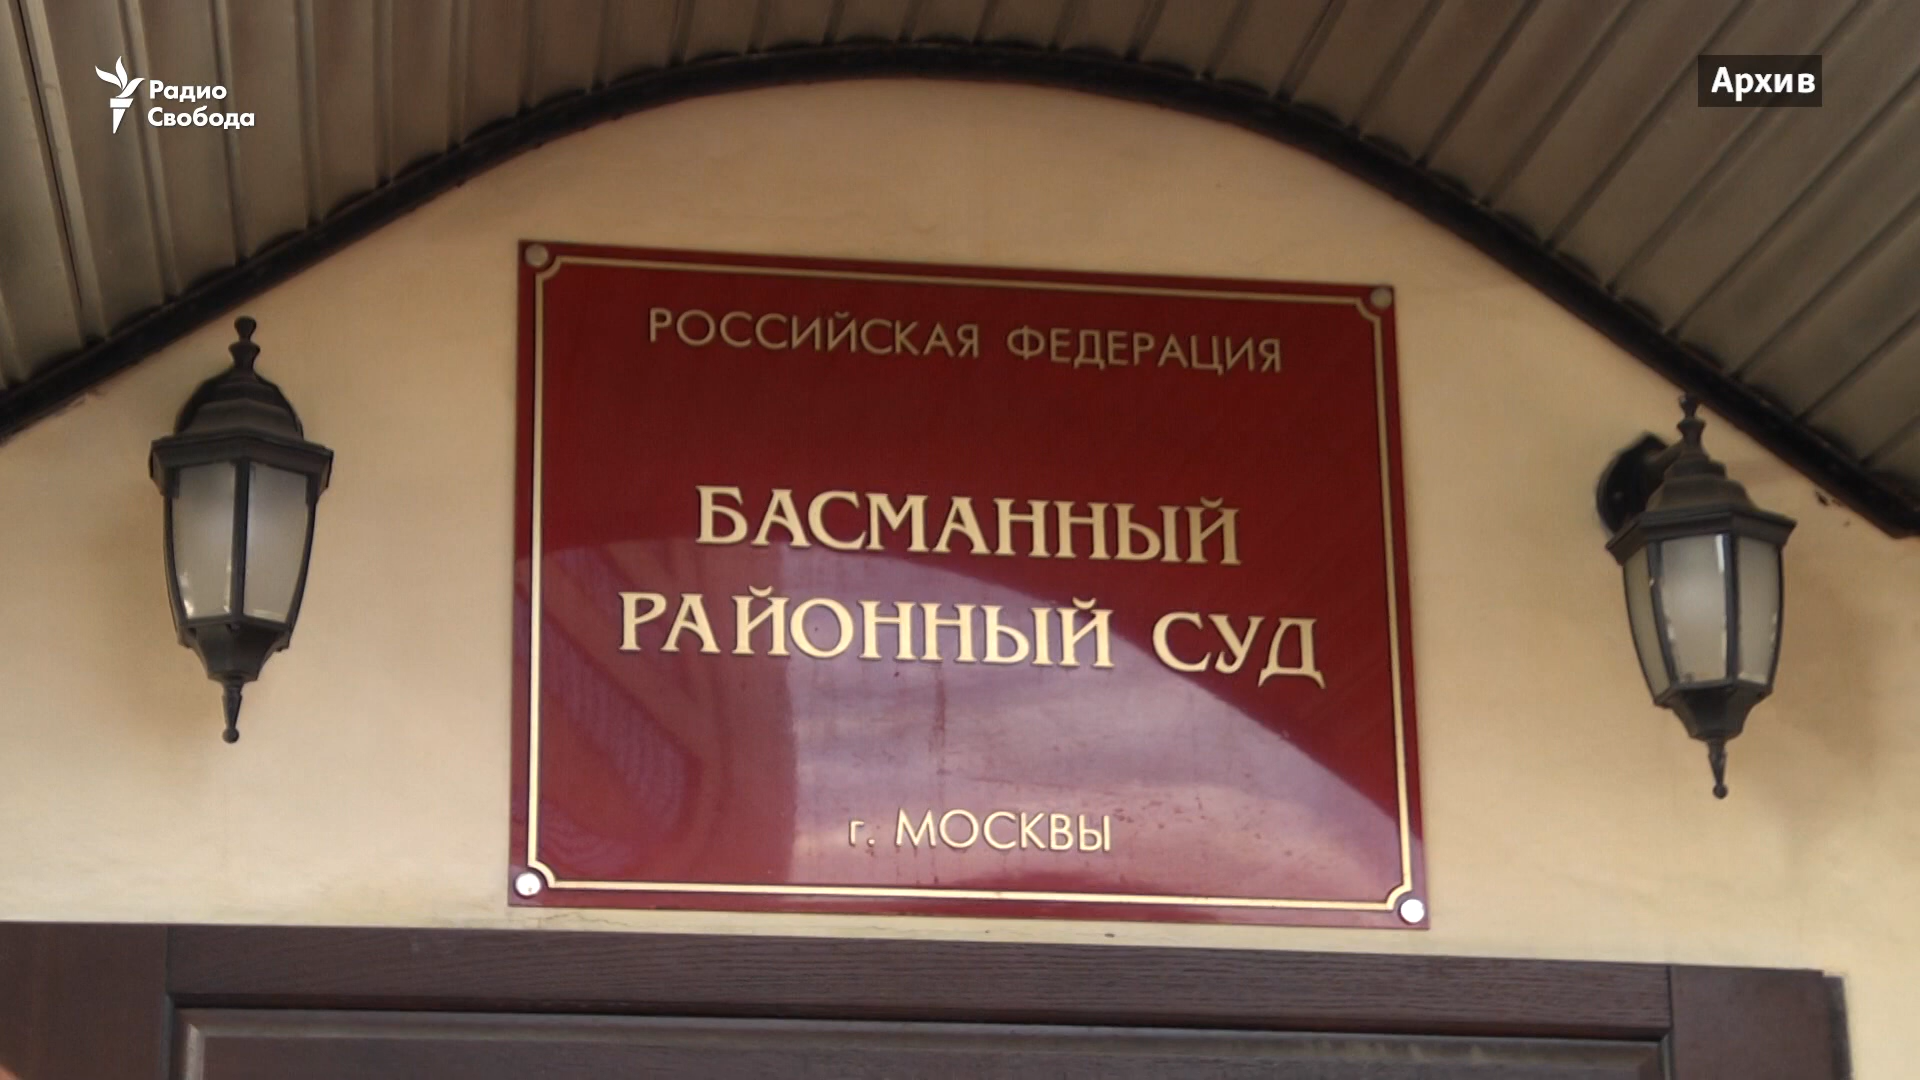 Радио
Свобода
Архив
РОССИЙСКАЯ ФЕДЕРАЦИЯ
БАСМАННЫЙ
РАЙОННЫЙ СУД
г. МОСКВЫ